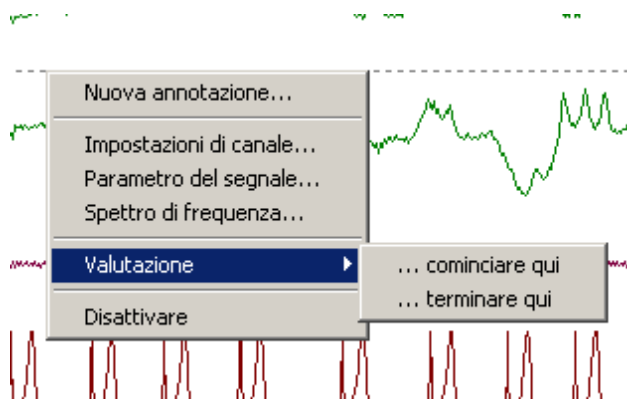 Nuova annotazione...
Impostazioni di canale...
Parametro del segnale...
Spettro di frequenza...
Valutazione
... cominciare qui
... terminare qui
Disattivare